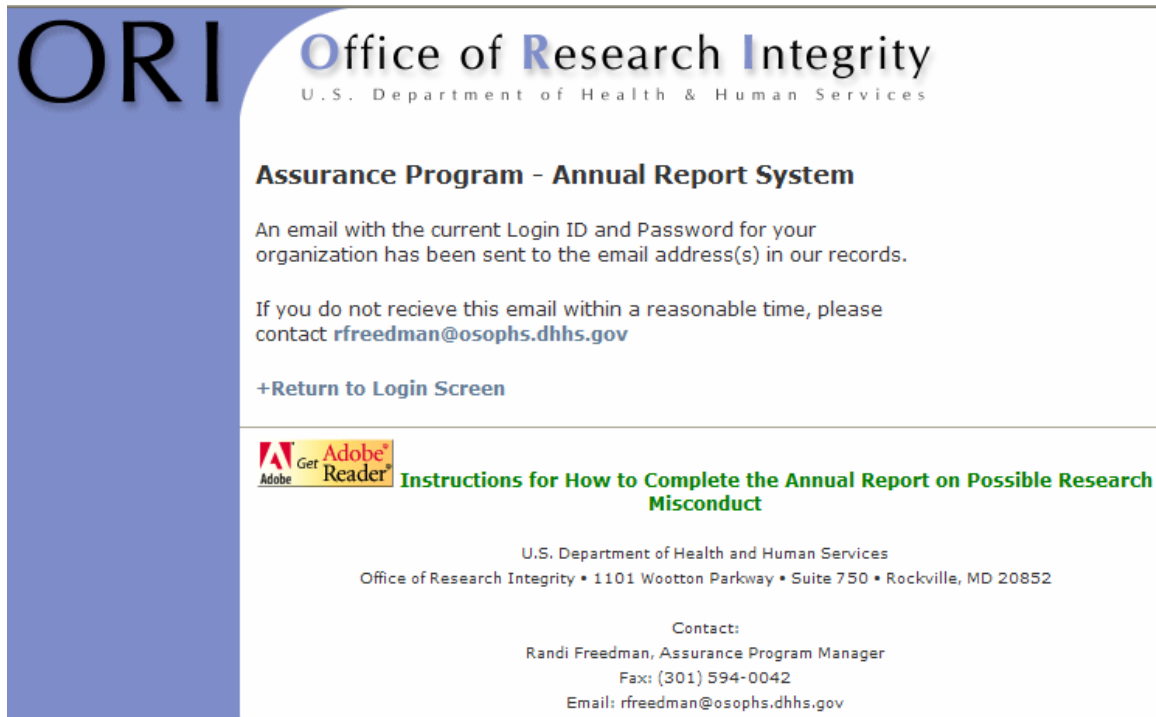 ORI
Office of Research Integrity
U.S. Department of Health & Human Services
Assurance Program - Annual Report System
An email with the current Login ID and Password for your
organization has been sent to the email address(s) in our records.
If you do not recieve this email within a reasonable time, please
contact rfreedman@osophs.dhhs.gov
+Return to Login Screen
Adobe
Get Adobe®
Reader®
Instructions for How to Complete the Annual Report on Possible Research
Misconduct
U.S. Department of Health and Human Services
Office of Research Integrity • 1101 Wootton Parkway • Suite 750 • Rockville, MD 20852
Contact:
Randi Freedman, Assurance Program Manager
Fax: (301) 594-0042
Email: rfreedman@osophs.dhhs.gov